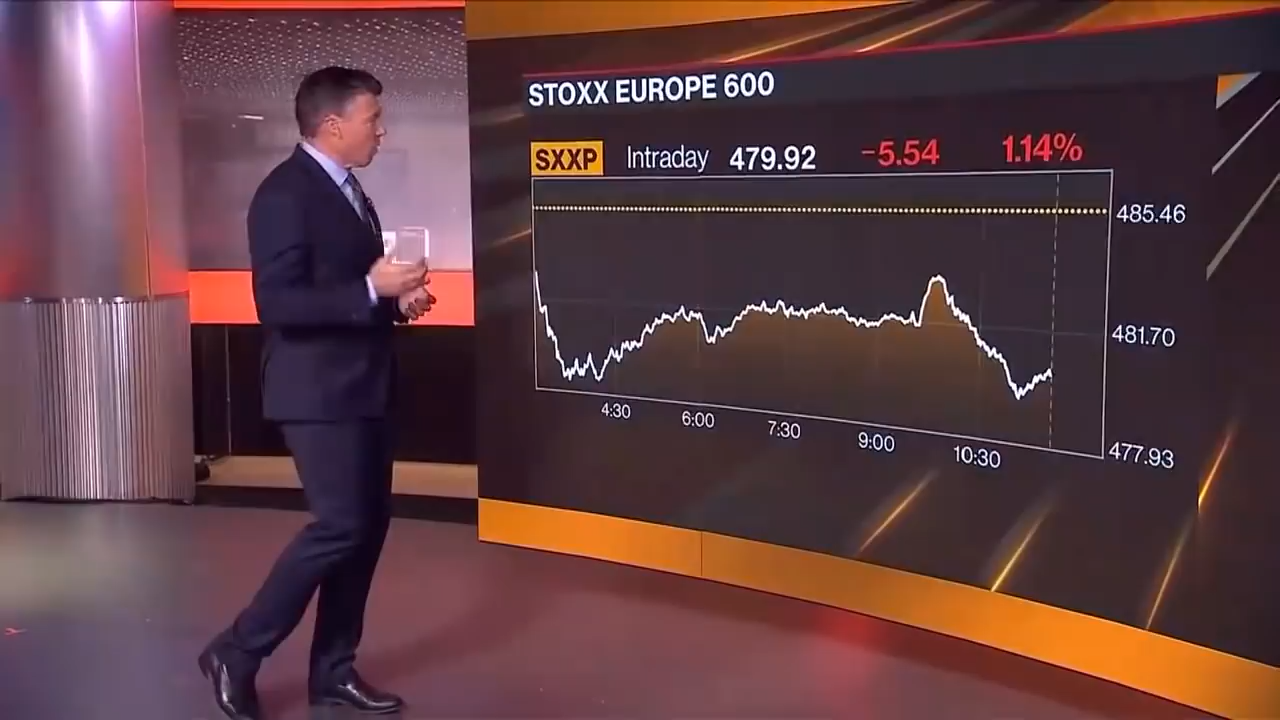 STOXX EUROPE 600
SXXP Intraday 479.92 -5.54 1.14%
485.46
481.70
477.93
4:30 6:00 7:30 9:00 10:30